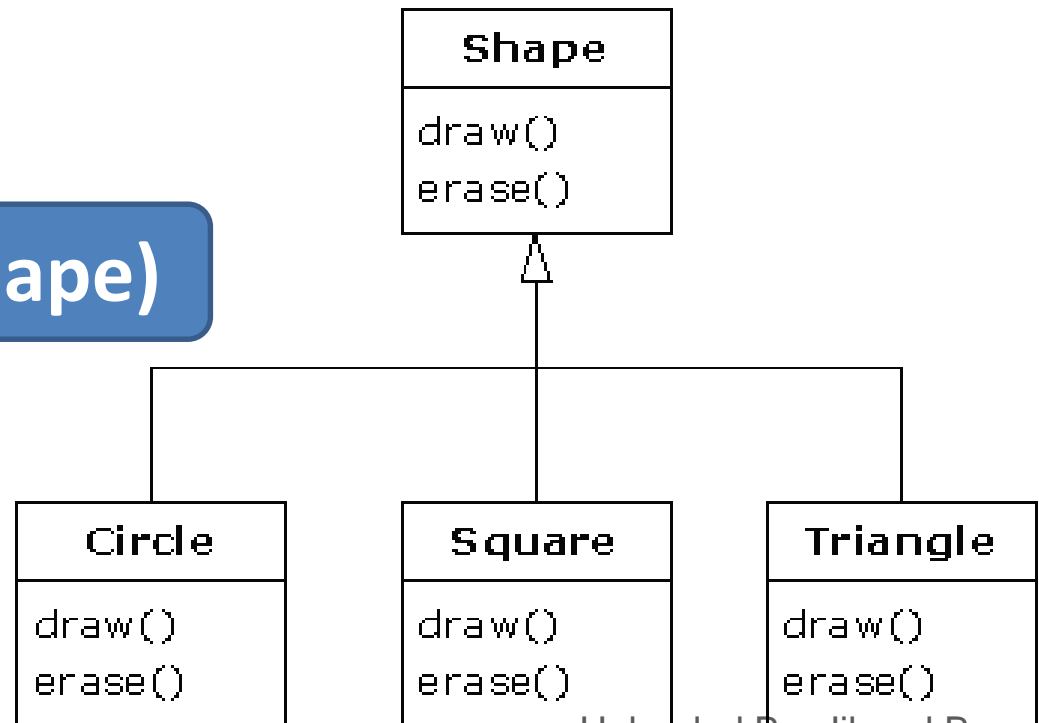 Shape
draw()
erase()
ape)
Circle
draw()
erase()
Square
draw()
erase()
Triangle
draw()
erase()